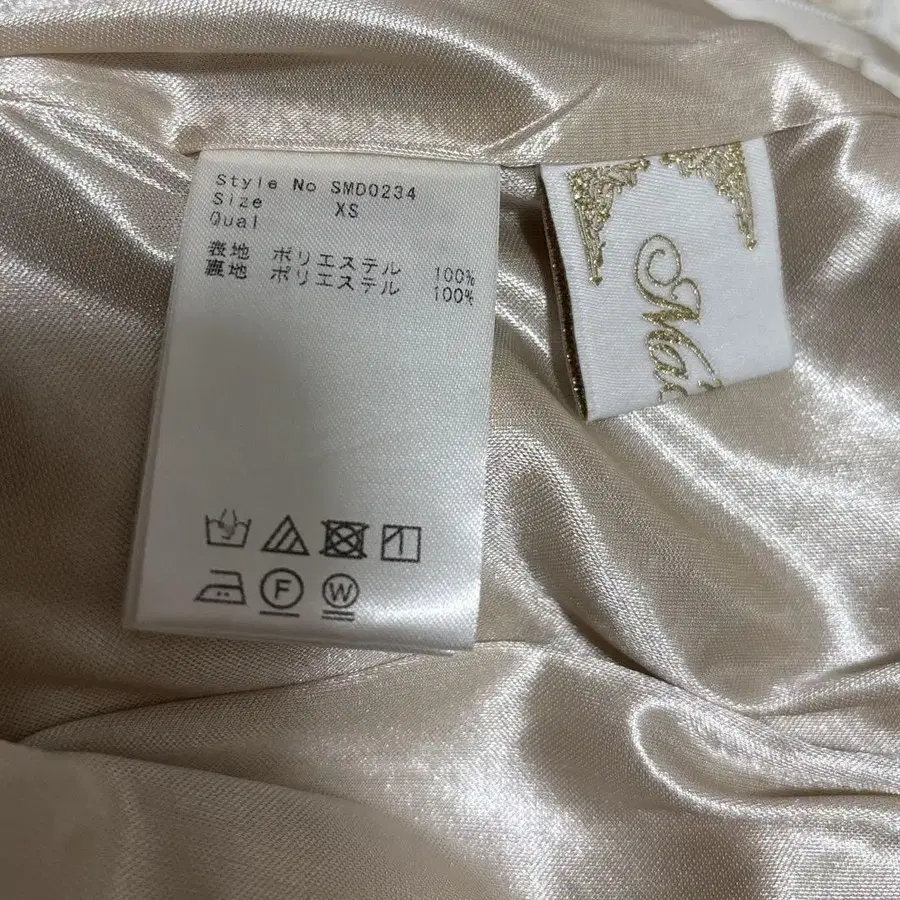 Style No SMD0234
Size XS
Qual
表地 ポリエステル 100%
裏地 ポリエステル 100%
F
W